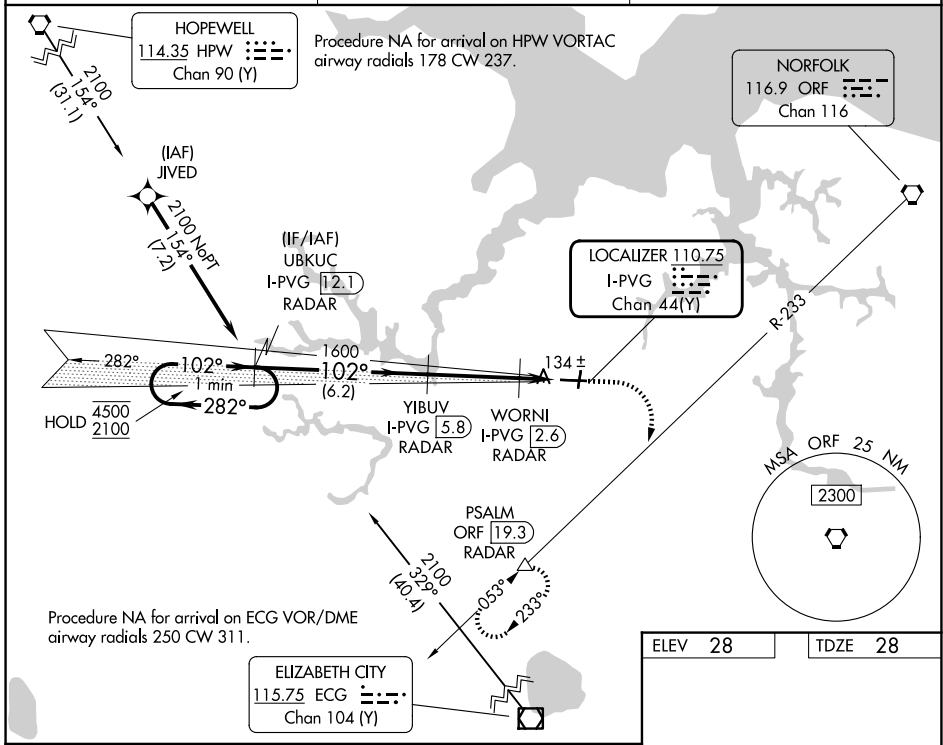 HOPEWELL
114.35 HPW
Chan 90 (Y)
Procedure NA for arrival on HPW VORTAC
airway radials 178 CW 237.
NORFOLK
116.9 ORF
Chan 116
2100
154°
(31.1)
(IAF)
JIVED
2100 NoPT
154°
(7.2)
(IF/IAF)
UBKUC
I-PVG 12.1
RADAR
LOCALIZER 110.75
I-PVG
Chan 44(Y)
R-233
282°
102°
1 min
282°
1600
102°
(6.2)
134 ±
HOLD 4500
2100
YIBUV
I-PVG 5.8
RADAR
WORNI
I-PVG 2.6
RADAR
MSA ORF 25 NM
2300
PSALM
ORF 19.3
RADAR
053°
233°
2100
329°
(40.4)
Procedure NA for arrival on ECG VOR/DME
airway radials 250 CW 311.
ELIZABETH CITY
115.75 ECG
Chan 104 (Y)
ELEV 28
TDZE 28